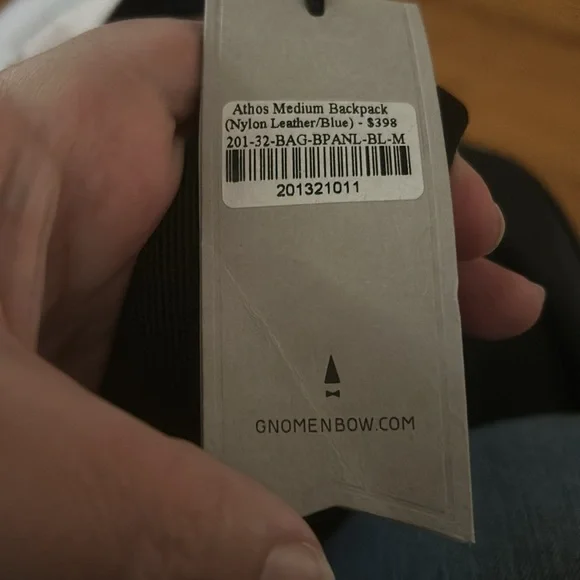 Athos Medium Backpack
(Nylon Leather/Blue) - $398
201-32-BAG-BPANL-BL-M
201321011
GNOMENBOW.COM